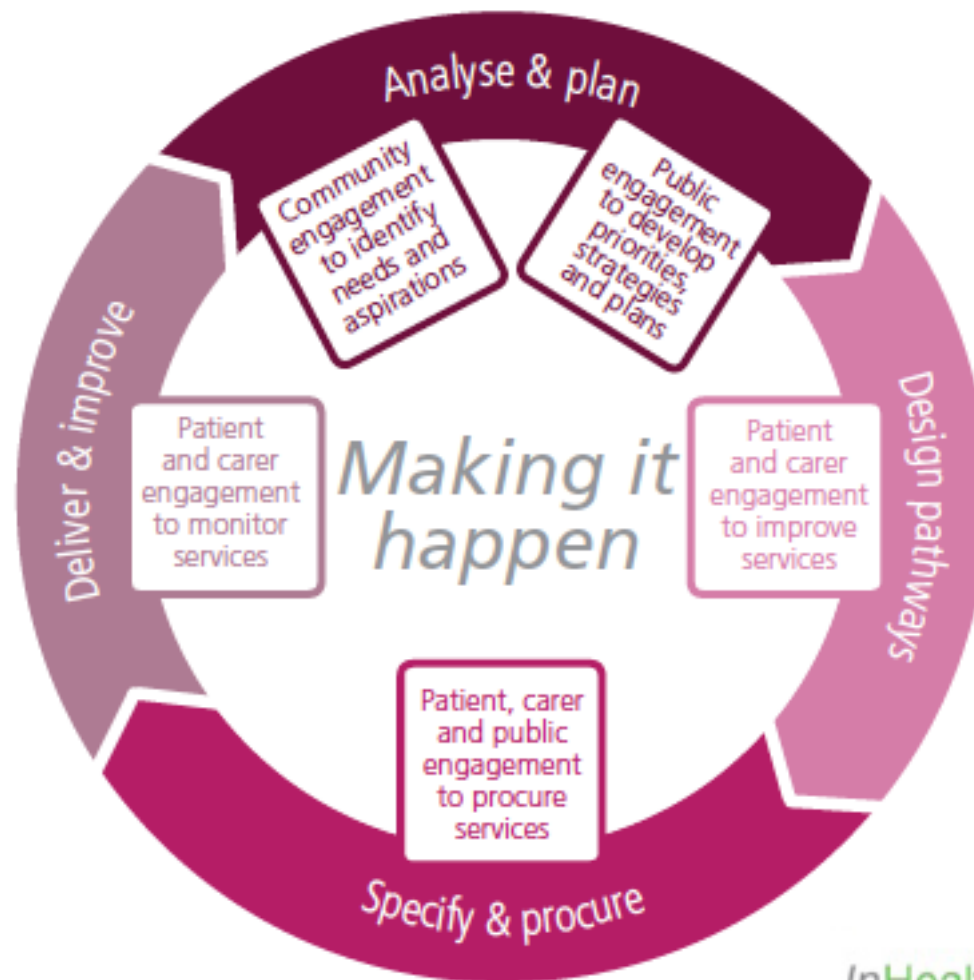 Analyse & plan
Community
engagement
to identify
needs and
aspirations
Public
engagement
to develop
priorities,
strategies
and plans
Design pathways
Patient
and carer
engagement
to improve
services
Making it
happen
Deliver & improve
Patient
and carer
engagement
to monitor
services
Patient, carer
and public
engagement
to procure
services
Specify & procure